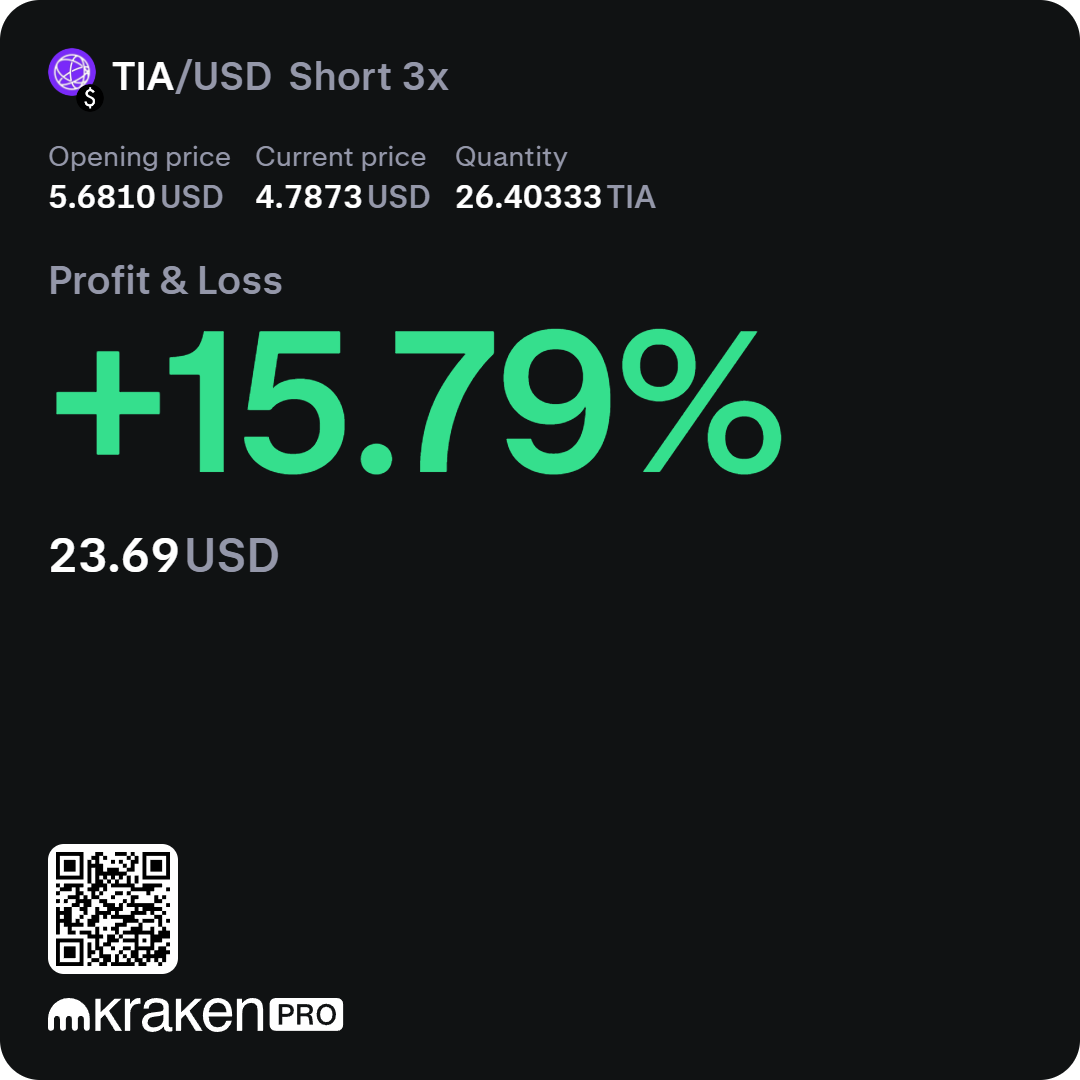 TIA/USD Short 3x
$
Opening price Current price Quantity
5.6810 USD 4.7873 USD 26.40333 TIA
Profit & Loss
+15.79%
23.69 USD
kraken PRO